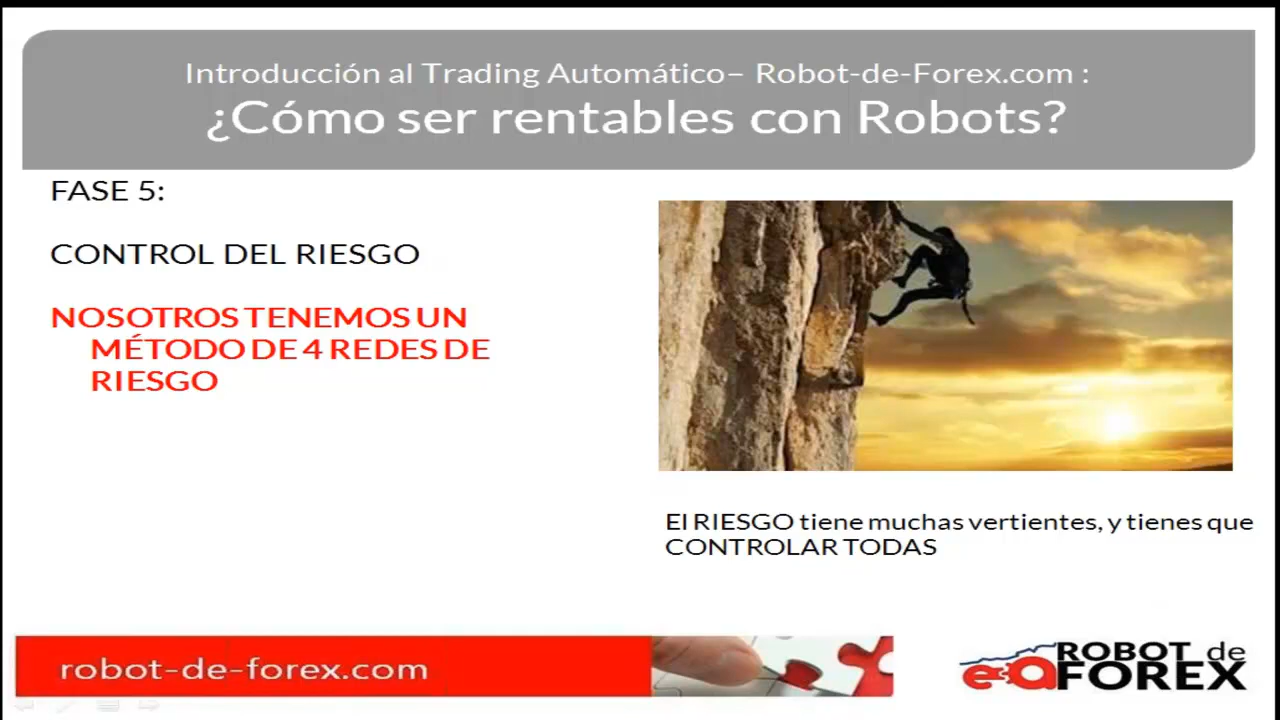 Introducción al Trading Automático– Robot-de-Forex.com :
¿Cómo ser rentables con Robots?
FASE 5:
CONTROL DEL RIESGO
NOSOTROS TENEMOS UN
MÉTODO DE 4 REDES DE
RIESGO
El RIESGO tiene muchas vertientes, y tienes que
CONTROLAR TODAS
robot-de-forex.com
ROBOT de
ea FOREX